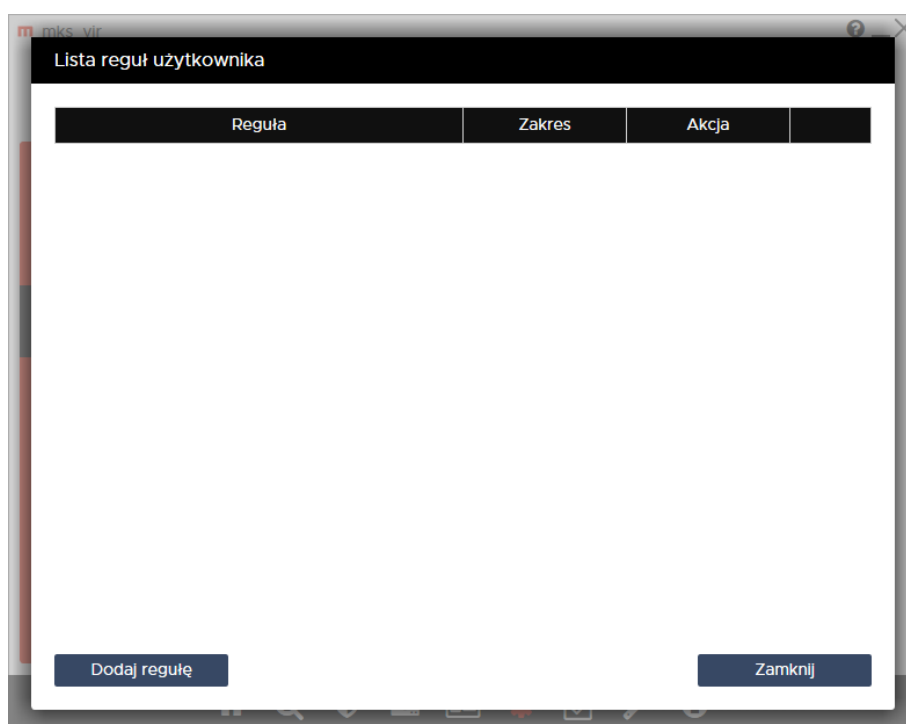 mks_vir
Lista reguł użytkownika
Reguła Zakres Akcja
Dodaj regułę Zamknij